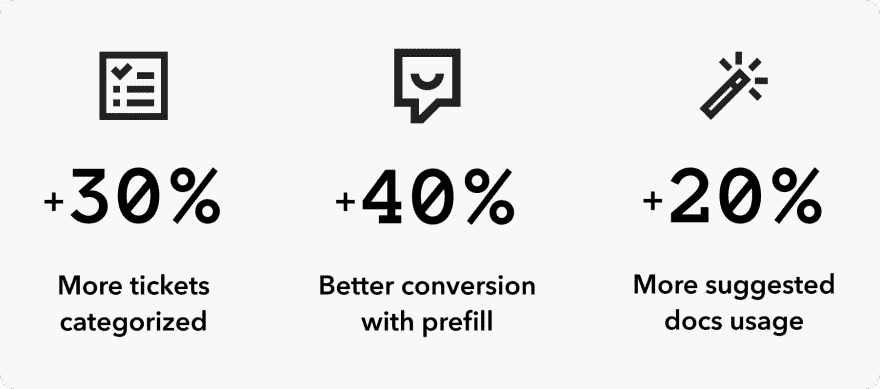 +30%
More tickets
categorized
+40%
Better conversion
with prefill
+20%
More suggested
docs usage